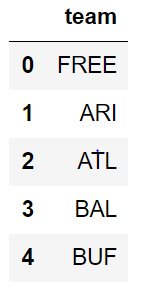 team
0 FREE
1 ARI
2 ATL
3 BAL
4 BUF